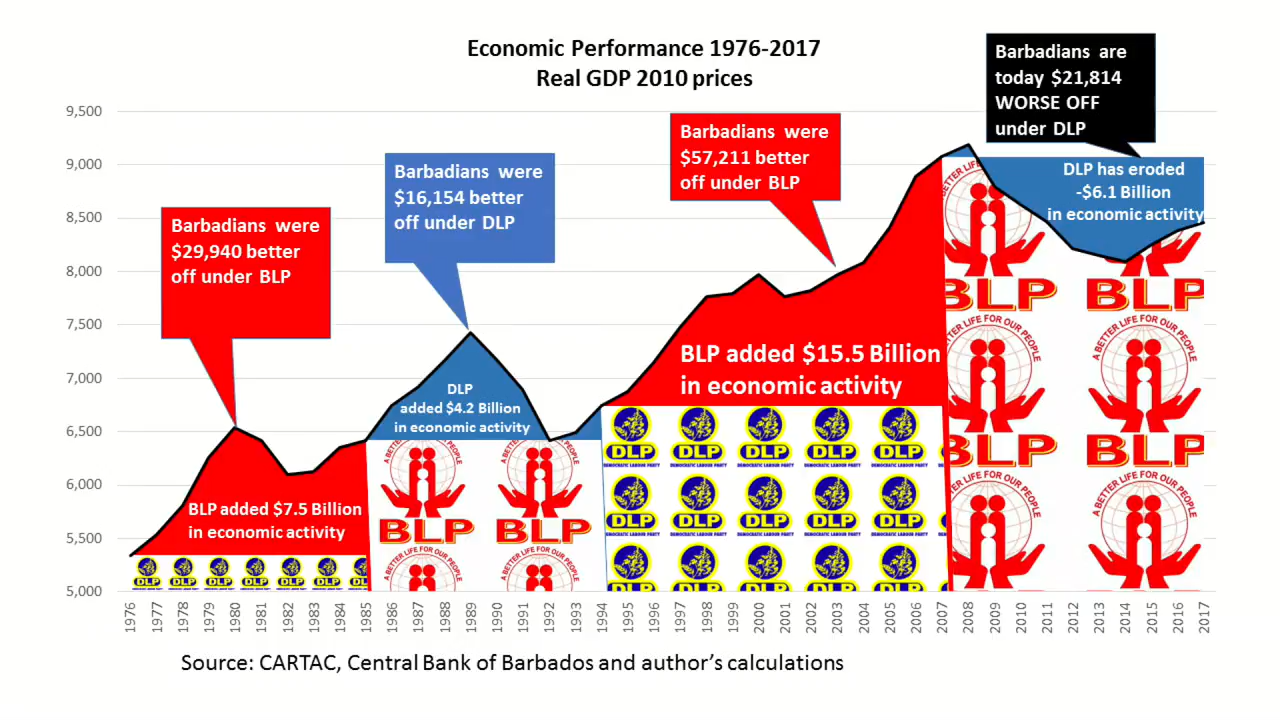 Economic Performance 1976-2017
Real GDP 2010 prices
Barbadians are
today $21,814
WORSE OFF
under DLP
Barbadians were
$57,211 better
off under BLP
Barbadians were
$16,154 better
off under DLP
Barbadians were
$29,940 better
off under BLP
DLP has eroded
-$6.1 Billion
in economic activity
BLP added $15.5 Billion
in economic activity
DLP
added $4.2 Billion
in economic activity
BLP added $7.5 Billion
in economic activity
9,500
9,000
8,500
8,000
7,500
7,000
6,500
6,000
5,500
5,000
A BETTER LIFE FOR OUR PEOPLE
BLP
DLP
DEMOCRATIC LABOUR PARTY
1976
1977
1978
1979
1980
1981
1982
1983
1984
1985
1986
1987
1988
1989
1990
1991
1992
1993
1994
1995
1996
1997
1998
1999
2000
2001
2002
2003
2004
2005
2006
2007
2008
2009
2010
2011
2012
2013
2014
2015
2016
2017
Source: CARTAC, Central Bank of Barbados and author's calculations